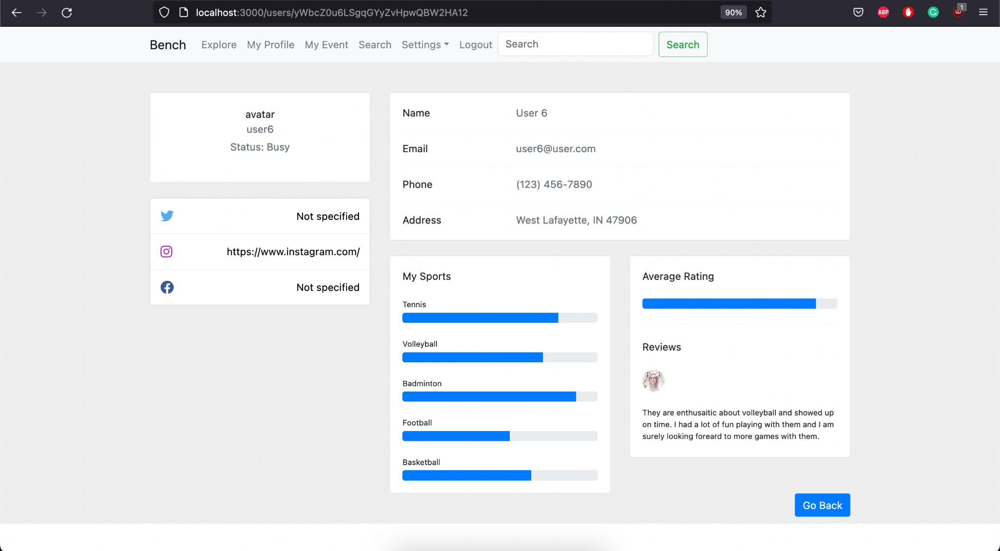 localhost:3000/users/yWbcZ0u6LSgqGYyZvHpwQBW2HA12
90%
ABP
1
Bench Explore My Profile My Event Search Settings Logout Search Search
avatar
user6
Status: Busy
Not specified
https://www.instagram.com/
Not specified
Name User 6
Email user6@user.com
Phone (123) 456-7890
Address West Lafayette, IN 47906
My Sports
Tennis
Volleyball
Badminton
Football
Basketball
Average Rating
Reviews
They are enthusaitic about volleyball and showed up
on time. I had a lot of fun playing with them and I am
surely looking foreard to more games with them.
Go Back